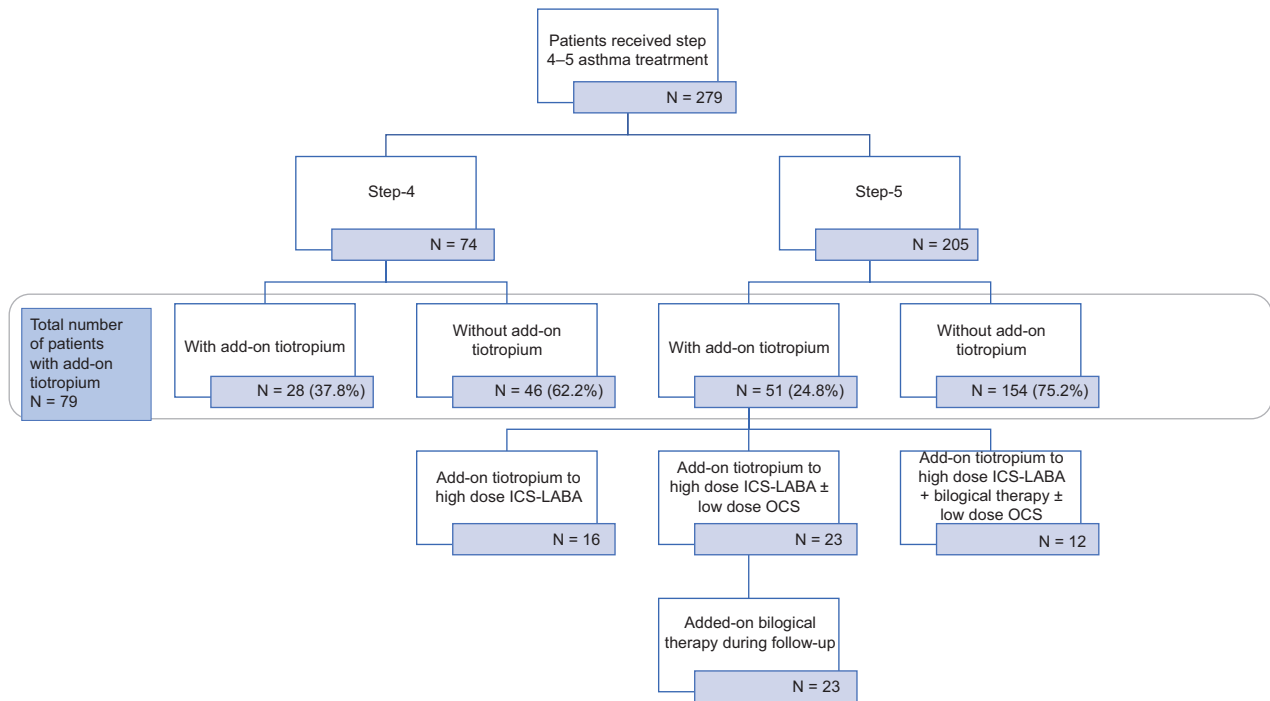 Patients received step
4–5 asthma treatrment
N = 279
Step-4
N = 74
Step-5
N = 205
Total number
of patients
with add-on
tiotropium
N = 79
With add-on tiotropium
N = 28 (37.8%)
Without add-on
tiotropium
N = 46 (62.2%)
With add-on tiotropium
N = 51 (24.8%)
Without add-on
tiotropium
N = 154 (75.2%)
Add-on tiotropium to
high dose ICS-LABA
N = 16
Add-on tiotropium to
high dose ICS-LABA ±
low dose OCS
N = 23
Add-on tiotropium to
high dose ICS-LABA
+ bilogical therapy ±
low dose OCS
N = 12
Added-on bilogical
therapy during follow-up
N = 23